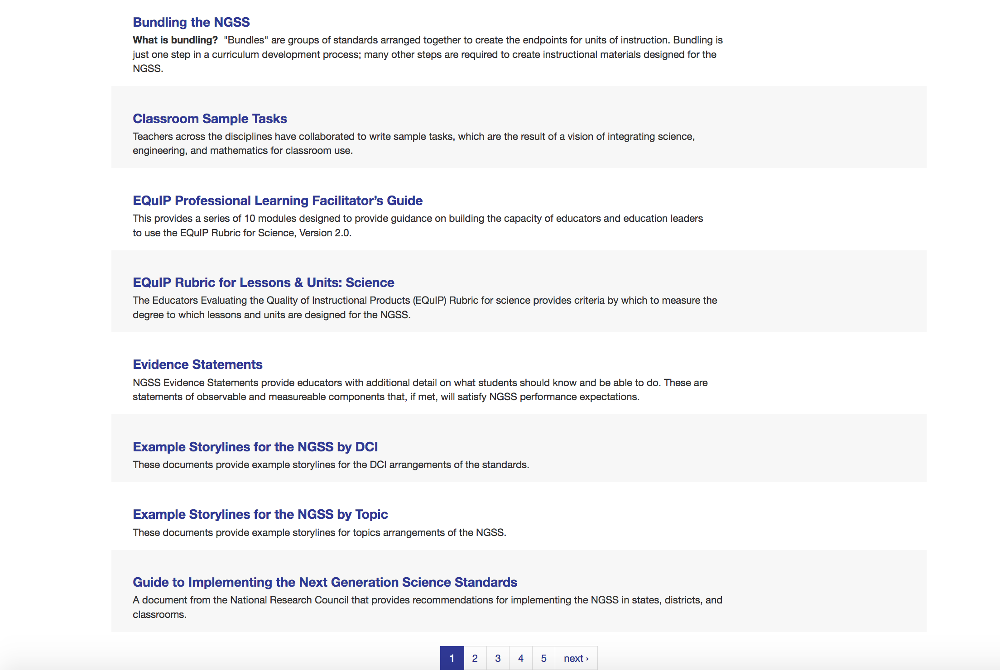 Bundling the NGSS
What is bundling?  "Bundles" are groups of standards arranged together to create the endpoints for units of instruction. Bundling is
just one step in a curriculum development process; many other steps are required to create instructional materials designed for the
NGSS.
Classroom Sample Tasks
Teachers across the disciplines have collaborated to write sample tasks, which are the result of a vision of integrating science,
engineering, and mathematics for classroom use.
EQuIP Professional Learning Facilitator’s Guide
This provides a series of 10 modules designed to provide guidance on building the capacity of educators and education leaders
to use the EQuIP Rubric for Science, Version 2.0.
EQuIP Rubric for Lessons & Units: Science
The Educators Evaluating the Quality of Instructional Products (EQuIP) Rubric for science provides criteria by which to measure the
degree to which lessons and units are designed for the NGSS.
Evidence Statements
NGSS Evidence Statements provide educators with additional detail on what students should know and be able to do. These are
statements of observable and measureable components that, if met, will satisfy NGSS performance expectations.
Example Storylines for the NGSS by DCI
These documents provide example storylines for the DCI arrangements of the standards.
Example Storylines for the NGSS by Topic
These documents provide example storylines for topics arrangements of the NGSS.
Guide to Implementing the Next Generation Science Standards
A document from the National Research Council that provides recommendations for implementing the NGSS in states, districts, and
classrooms.
1 2 3 4 5 next ›